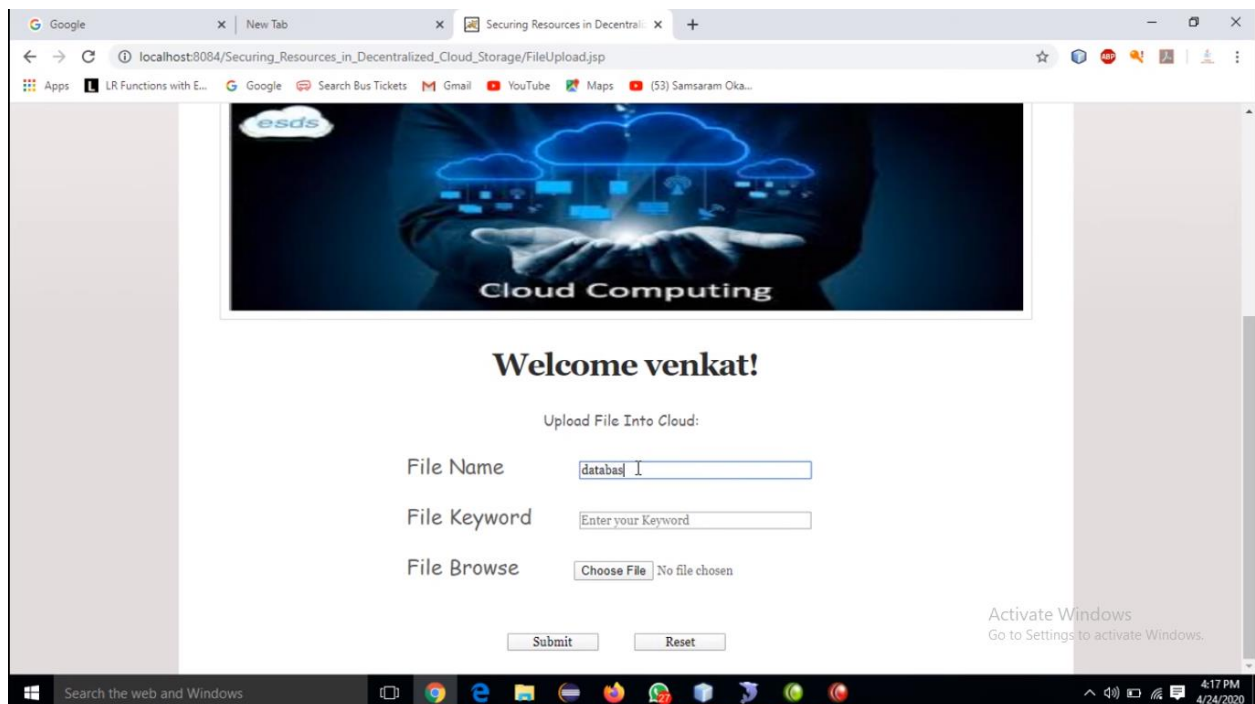 Google
New Tab
Securing Resources in Decentrali
localhost:8084/Securing_Resources_in_Decentralized_Cloud_Storage/FileUpload.jsp
ABP
Apps
L LR Functions with E...
Google
Search Bus Tickets
Gmail
YouTube
Maps
(53) Samsaram Oka...
esds
Cloud Computing
Welcome venkat!
Upload File Into Cloud:
File Name databas
File Keyword Enter your Keyword
File Browse Choose File No file chosen
Submit Reset
Activate Windows
Go to Settings to activate Windows.
Search the web and Windows
27
4:17 PM
4/24/2020